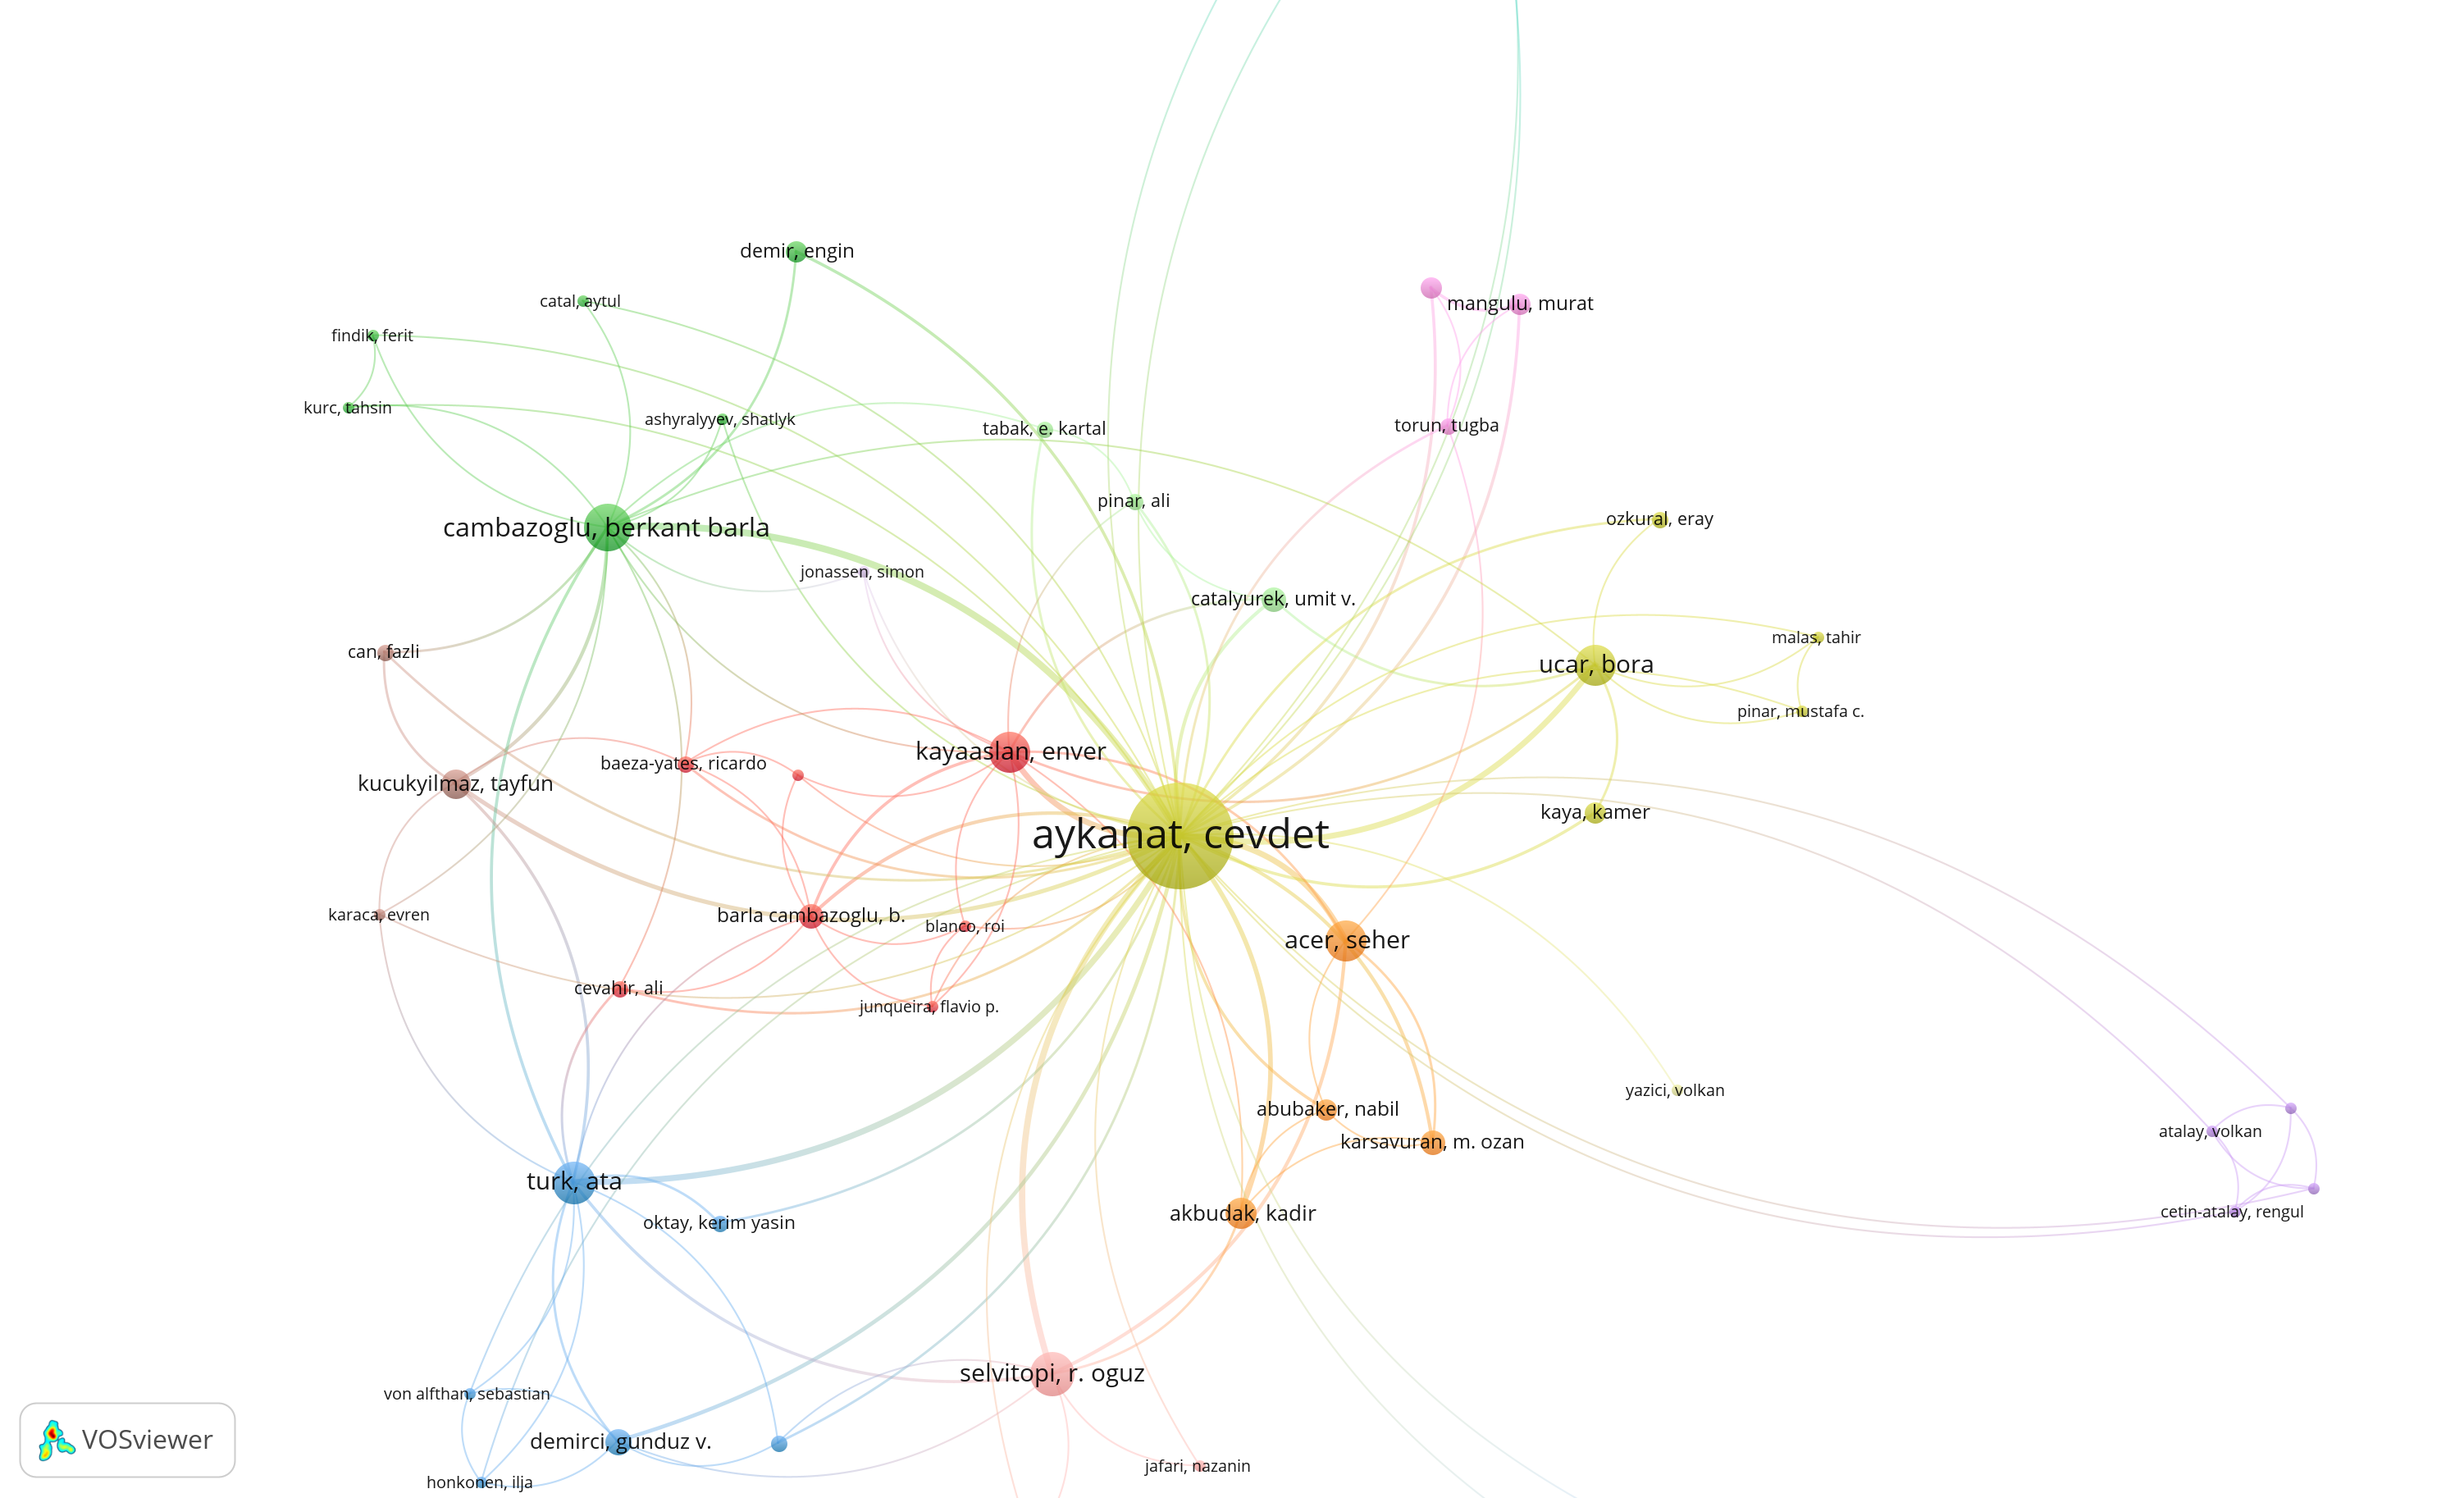 demir, engin
catal, aytul
mangulu, murat
findik, ferit
kurc, tahsin
ashyralyyev, shatlyk
tabak, e. kartal
torun, tugba
pinar, ali
ozkural, eray
cambazoglu, berkant barla
jonassen, simon
catalyurek, umit v.
malas, tahir
can, fazli
ucar, bora
pinar, mustafa c.
kayaaslan, enver
baeza-yates, ricardo
kucukyilmaz, tayfun
kaya, kamer
aykanat, cevdet
karaca, evren
barla cambazoglu, b.
blanco, roi
acer, seher
cevahir, ali
junqueira, flavio p.
yazici, volkan
abubaker, nabil
atalay, volkan
karsavuran, m. ozan
turk, ata
cetin-atalay, rengul
akbudak, kadir
oktay, kerim yasin
selvitopi, r. oguz
von alfthan, sebastian
demirci, gunduz v.
VOSviewer
jafari, nazanin
honkonen, ilja